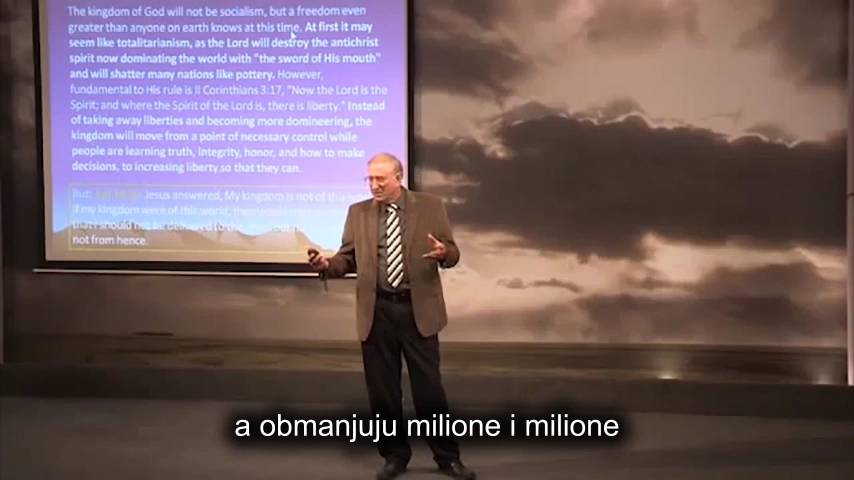 The kingdom of God will not be socialism, but a freedom even
greater than anyone on earth knows at this time. At first it may
seem like totalitarianism, as the Lord will destroy the antichrist
spirit now dominating the world with "the sword of His mouth"
and will shatter many nations like pottery. However,
fundamental to His rule is II Corinthians 3:17, "Now the Lord is the
Spirit; and where the Spirit of the Lord is, there is liberty." Instead
of taking away liberties and becoming more domineering, the
kingdom will move from a point of necessary control while
people are learning truth, integrity, honor, and how to make
decisions, to increasing liberty so that they can.
But: Jesus answered, My kingdom is not of this
if my kingdom were of this world, then
that I should not be delivered to the
not from hence.
a obmanjuju milione i milione